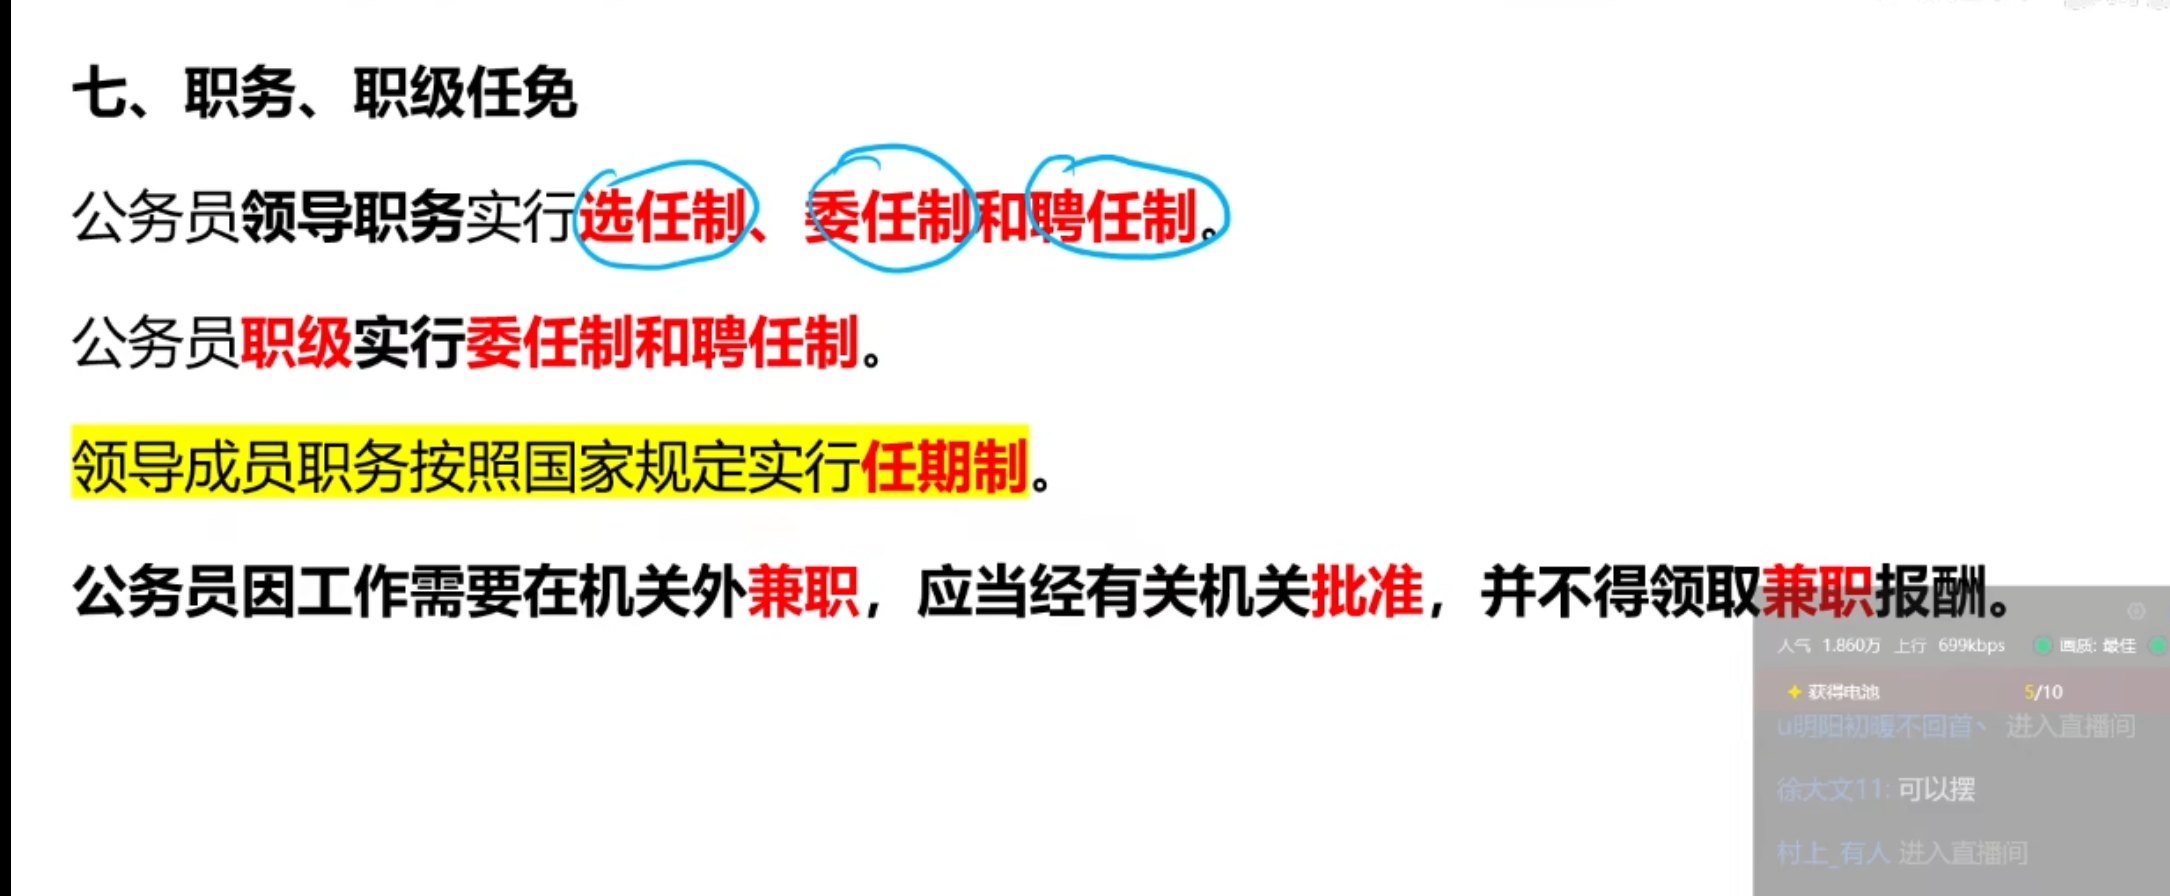 七、职务、职级任免
公务员领导职务实行选任制、委任制和聘任制。
公务员职级实行委任制和聘任制。
领导成员职务按照国家规定实行任期制。
公务员因工作需要在机关外兼职，应当经有关机关批准，并不得领取兼职报酬。
人气 1.860万 上行 699kbps 画质: 最佳
获得电池 5/10
u明阳初暖不回首丶 进入直播间
徐大文11: 可以摆
村上_有人 进入直播间